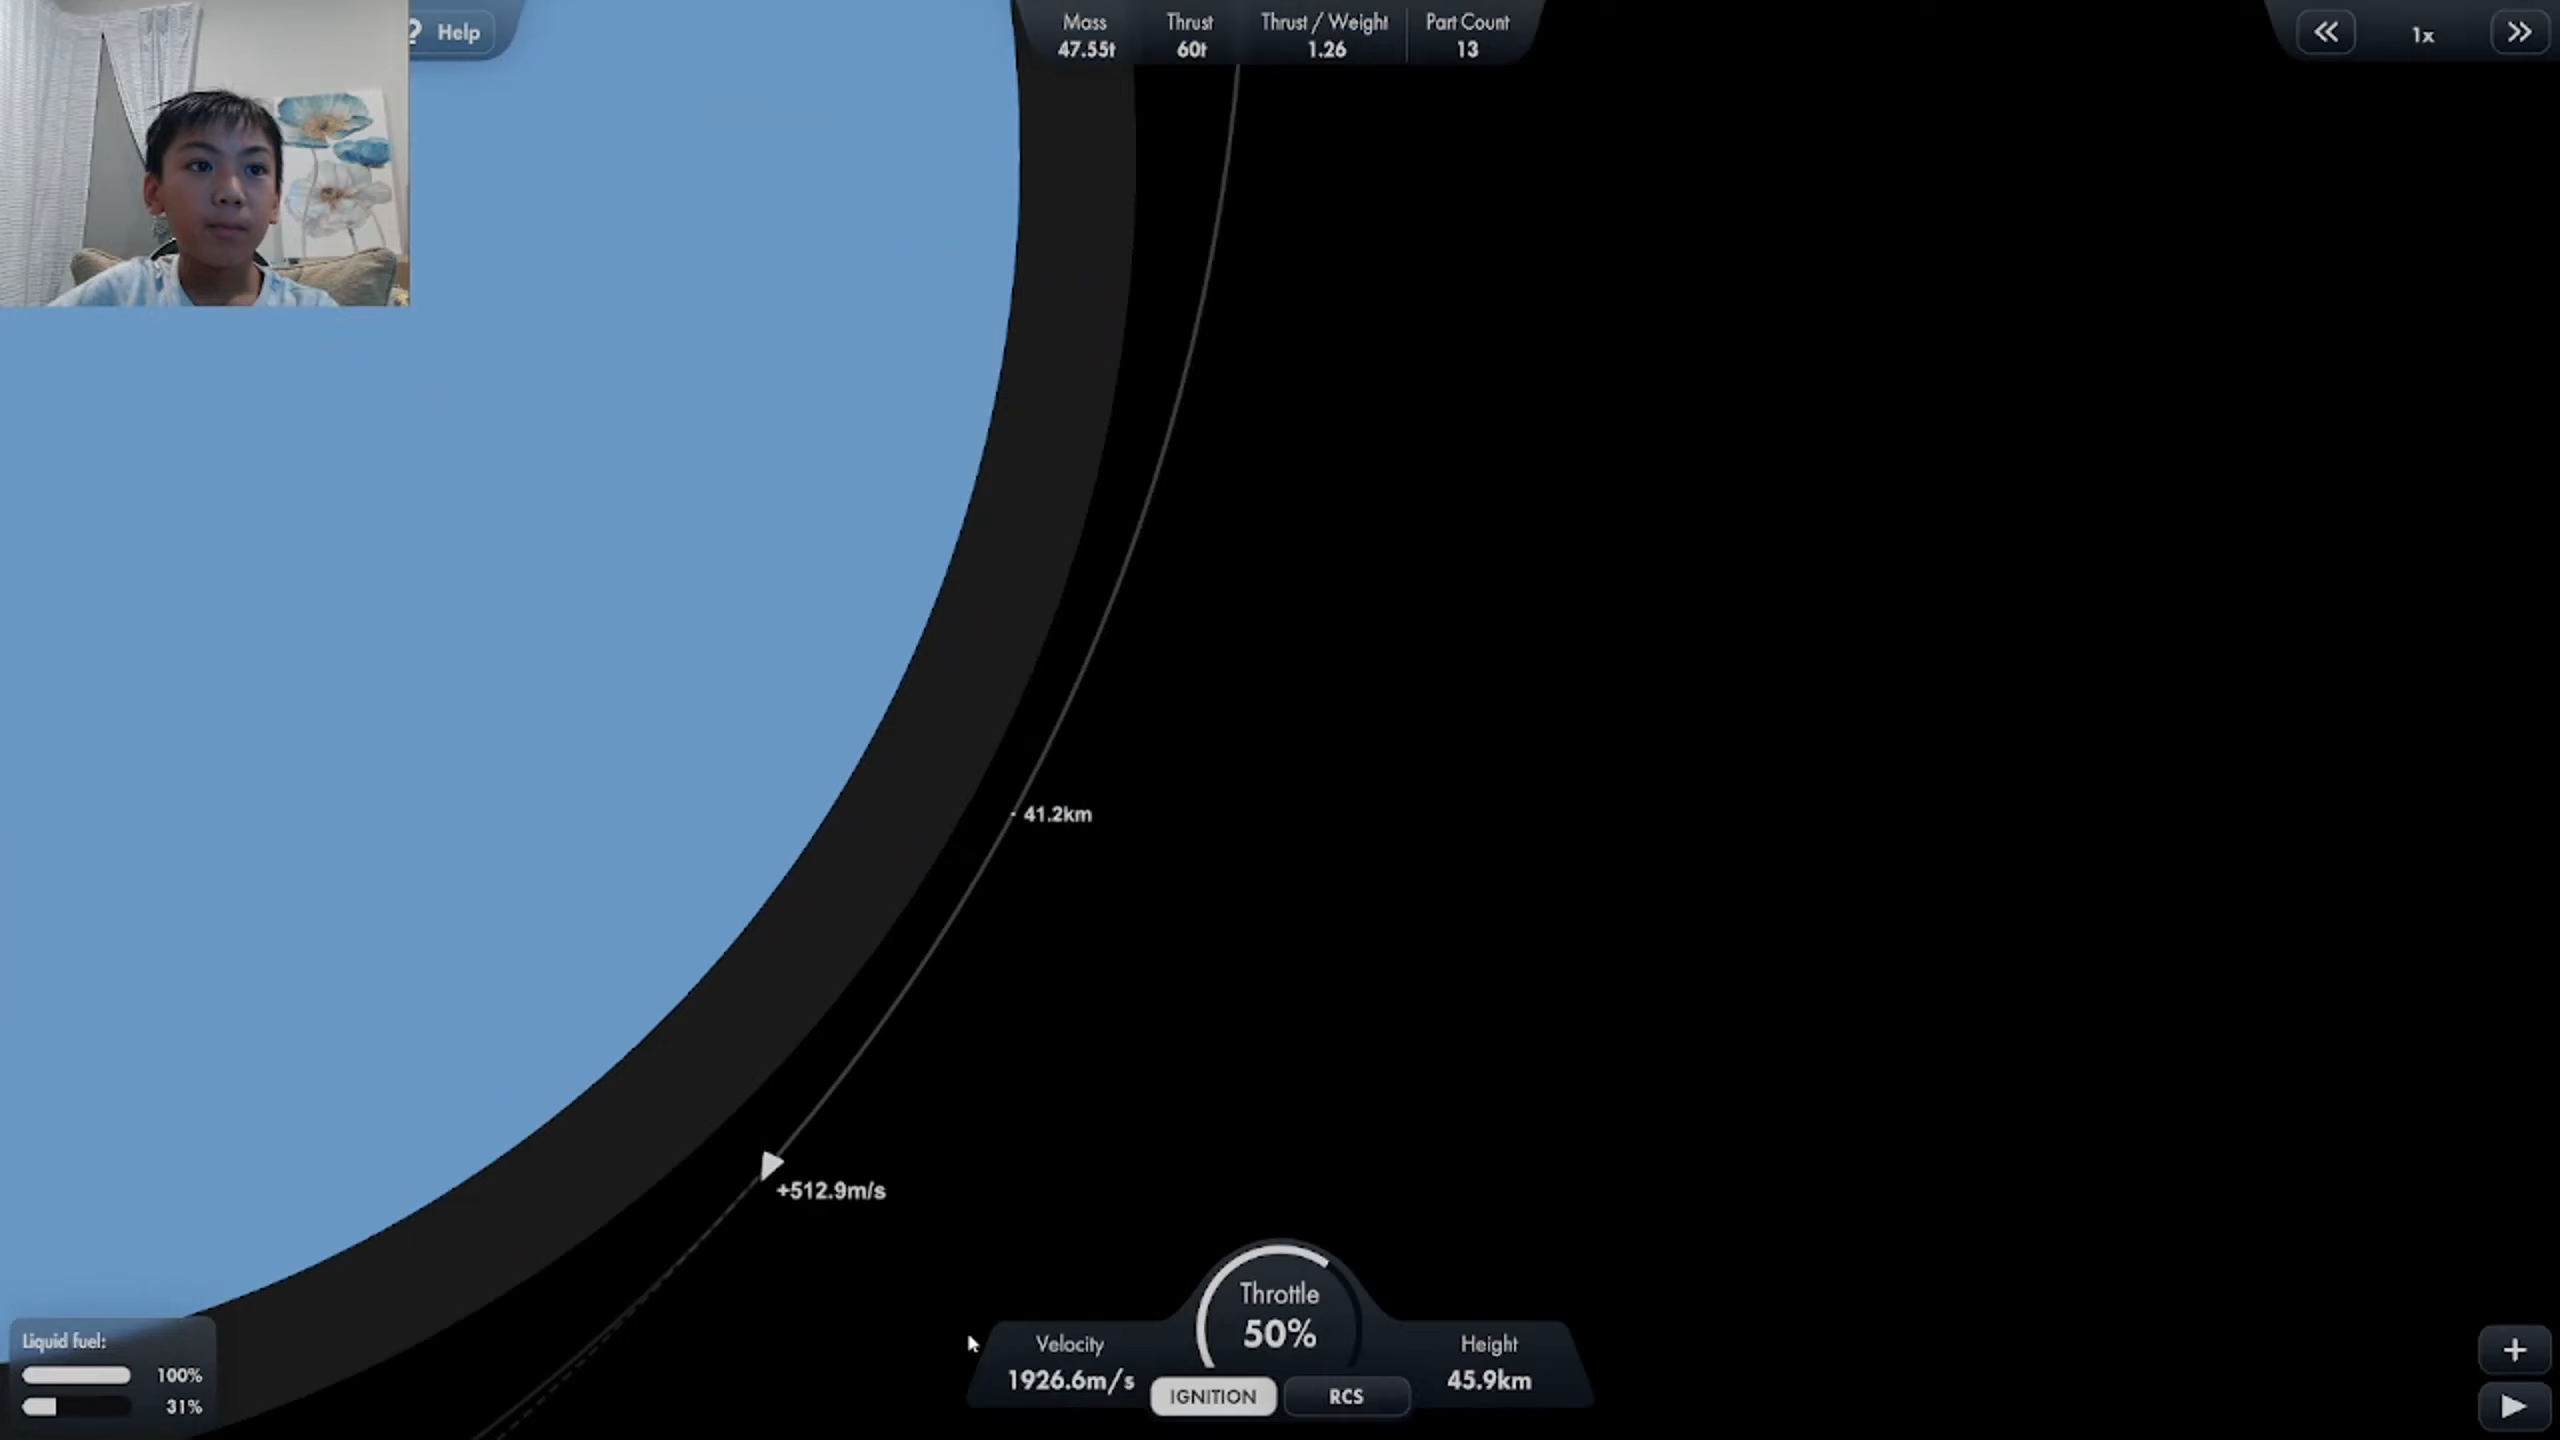 ? Help
Mass
47.55t
Thrust
60t
Thrust / Weight
1.26
Part Count
13
1x
41.2km
+512.9m/s
Liquid fuel:
100%
31%
Throttle
50%
Velocity
1926.6m/s
Height
45.9km
IGNITION
RCS